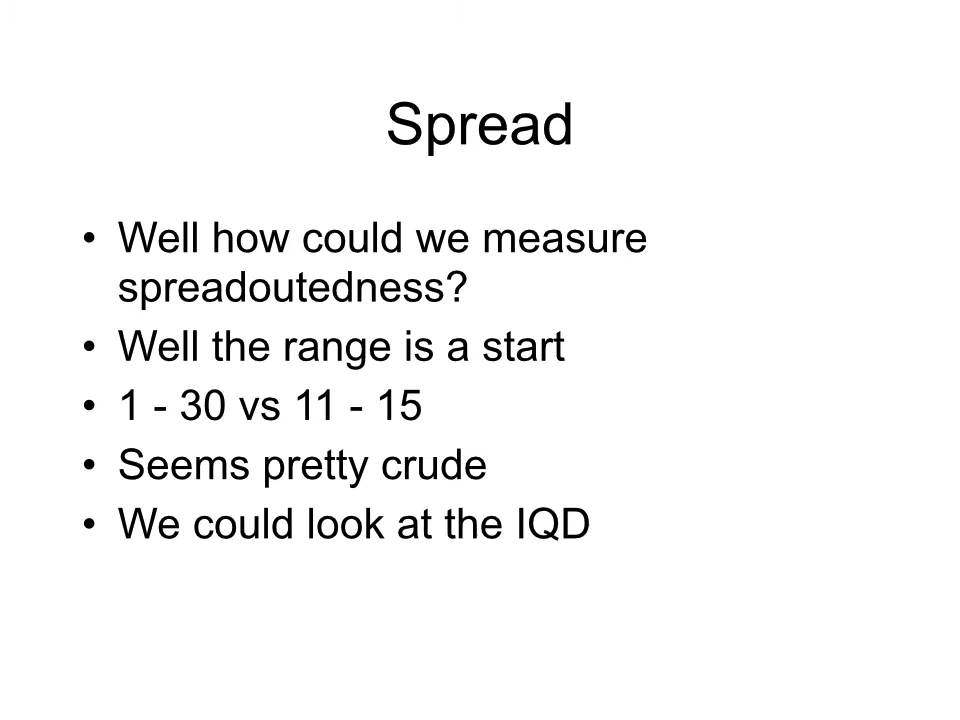 Spread
• Well how could we measure
spreadoutedness?
• Well the range is a start
• 1 - 30 vs 11 - 15
• Seems pretty crude
• We could look at the IQD